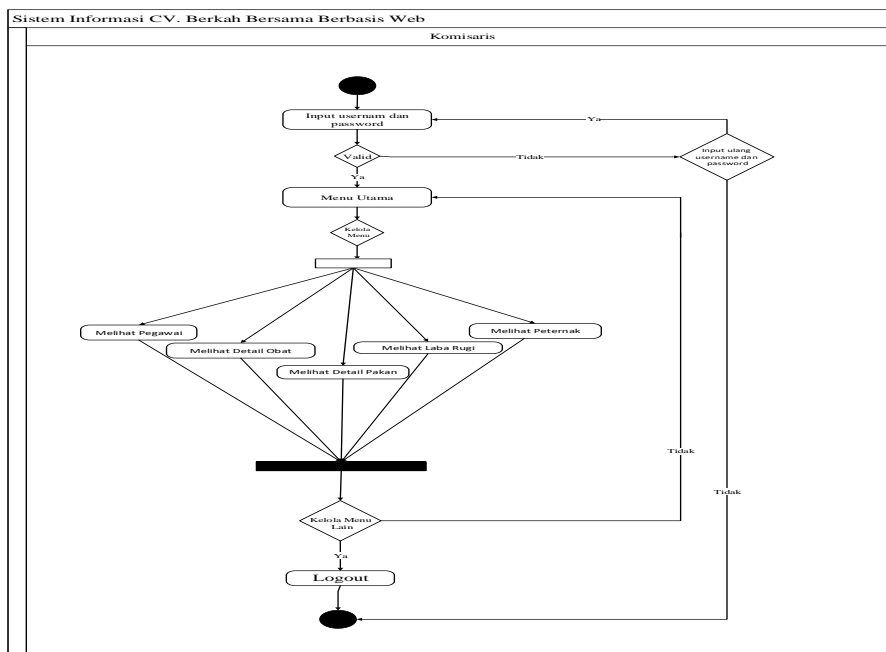 Sistem Informasi CV. Berkah Bersama Berbasis Web
Komisaris
Input usernam dan
password
Ya
Valid
Tidak
Input ulang
username dan
password
Ya
Menu Utama
Kelola
Menu
Melihat Pegawai
Melihat Detail Obat
Melihat Detail Pakan
Melihat Laba Rugi
Melihat Peternak
Tidak
Tidak
Kelola Menu
Lain
Ya
Logout